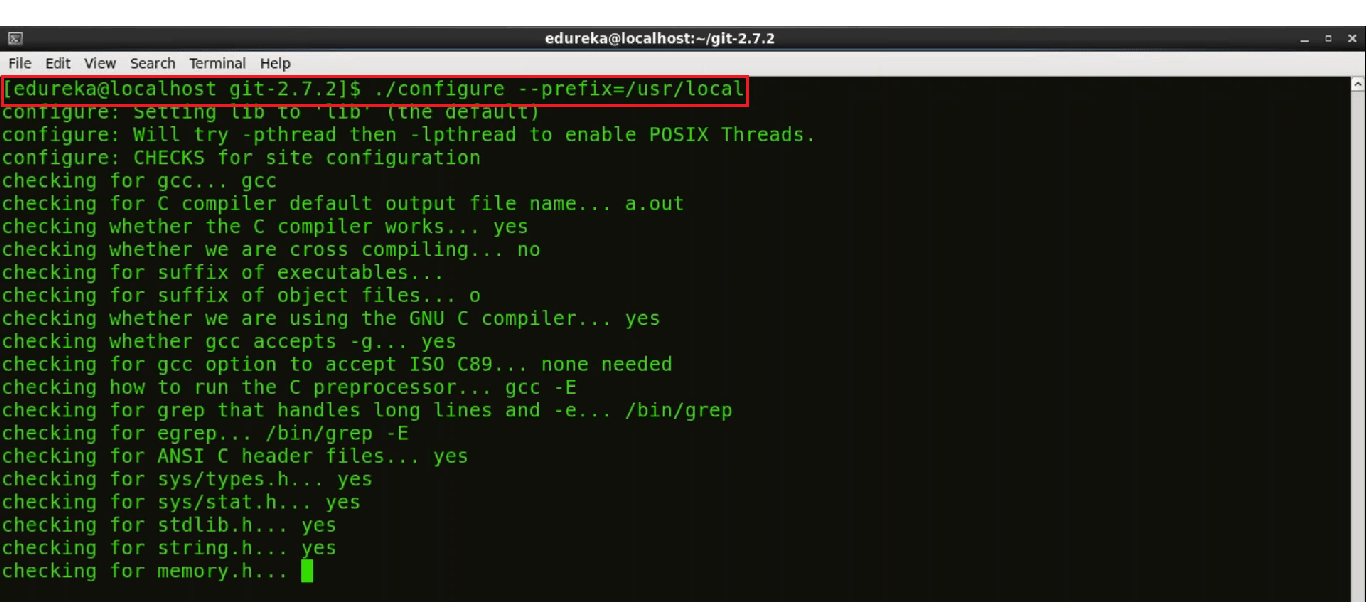 edureka@localhost:~/git-2.7.2
File Edit View Search Terminal Help
[edureka@localhost git-2.7.2]$ ./configure --prefix=/usr/local
configure: Setting lib to 'lib' (the default)
configure: Will try -pthread then -lpthread to enable POSIX Threads.
configure: CHECKS for site configuration
checking for gcc... gcc
checking for C compiler default output file name... a.out
checking whether the C compiler works... yes
checking whether we are cross compiling... no
checking for suffix of executables...
checking for suffix of object files... o
checking whether we are using the GNU C compiler... yes
checking whether gcc accepts -g... yes
checking for gcc option to accept ISO C89... none needed
checking how to run the C preprocessor... gcc -E
checking for grep that handles long lines and -e... /bin/grep
checking for egrep... /bin/grep -E
checking for ANSI C header files... yes
checking for sys/types.h... yes
checking for sys/stat.h... yes
checking for stdlib.h... yes
checking for string.h... yes
checking for memory.h...